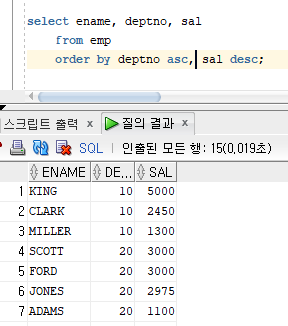 select ename, deptno, sal
from emp
order by deptno asc, sal desc;
스크립트 출력 x 질의 결과 x
SQL | 인출된 모든 행: 15(0,019초)
ENAME DE... SAL
1 KING 10 5000
2 CLARK 10 2450
3 MILLER 10 1300
4 SCOTT 20 3000
5 FORD 20 3000
6 JONES 20 2975
7 ADAMS 20 1100